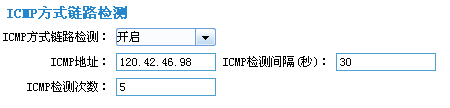 ICMP方式链路检测
ICMP方式链路检测： 开启
ICMP地址： 120.42.46.98 ICMP检测间隔(秒)： 30
ICMP检测次数： 5